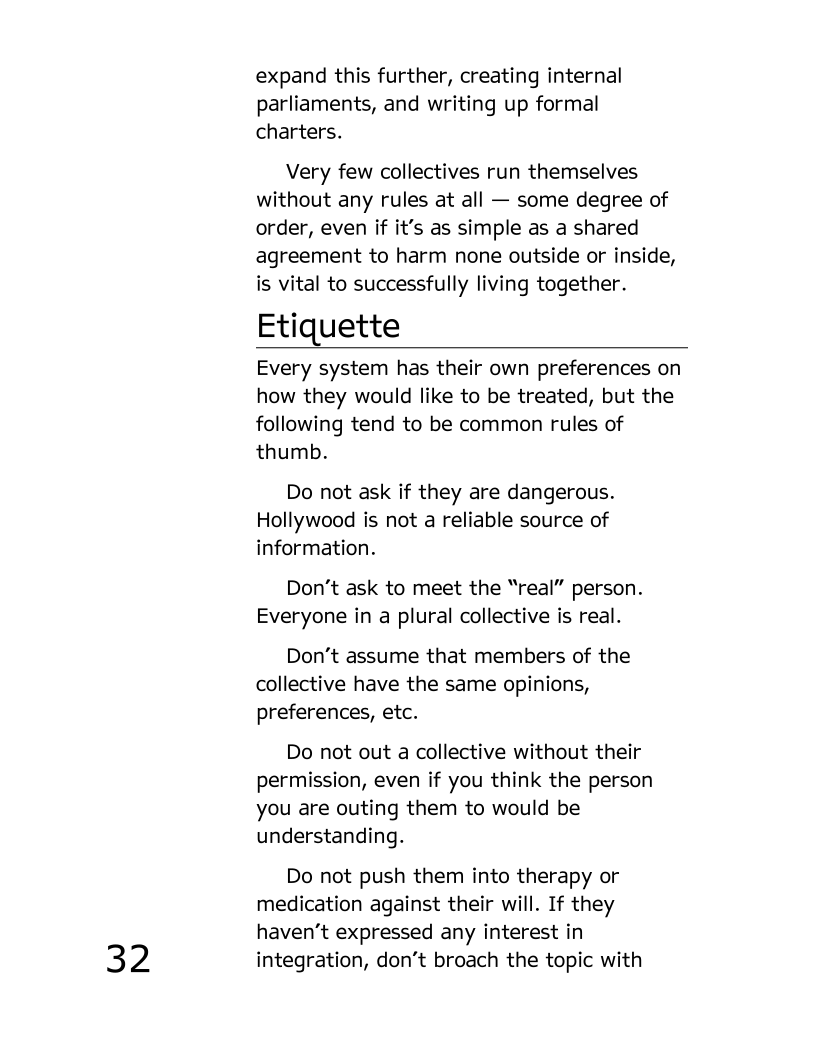 expand this further, creating internal
parliaments, and writing up formal
charters.
Very few collectives run themselves
without any rules at all — some degree of
order, even if it’s as simple as a shared
agreement to harm none outside or inside,
is vital to successfully living together.
Etiquette
Every system has their own preferences on
how they would like to be treated, but the
following tend to be common rules of
thumb.
Do not ask if they are dangerous.
Hollywood is not a reliable source of
information.
Don’t ask to meet the “real” person.
Everyone in a plural collective is real.
Don’t assume that members of the
collective have the same opinions,
preferences, etc.
Do not out a collective without their
permission, even if you think the person
you are outing them to would be
understanding.
Do not push them into therapy or
medication against their will. If they
haven’t expressed any interest in
integration, don’t broach the topic with
32